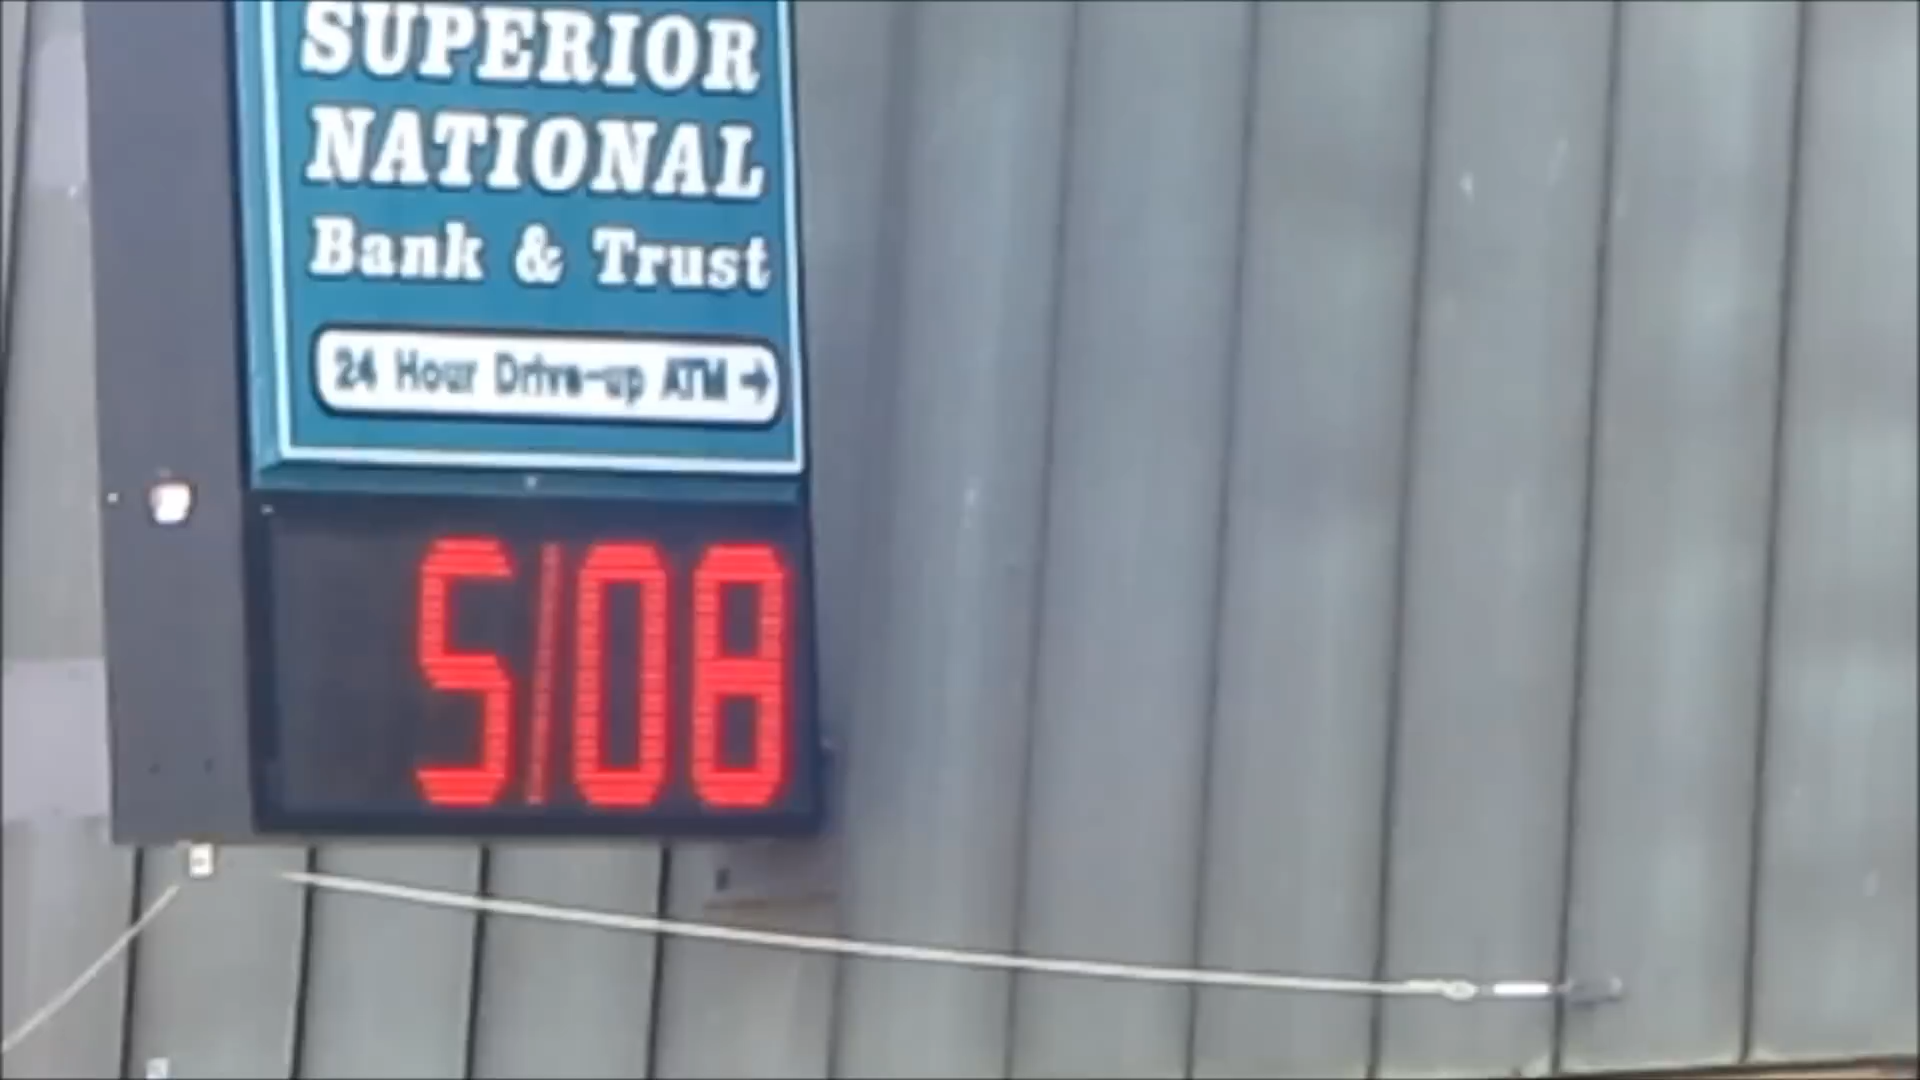 SUPERIOR
NATIONAL
Bank & Trust
24 Hour Drive-up ATM →
5/08